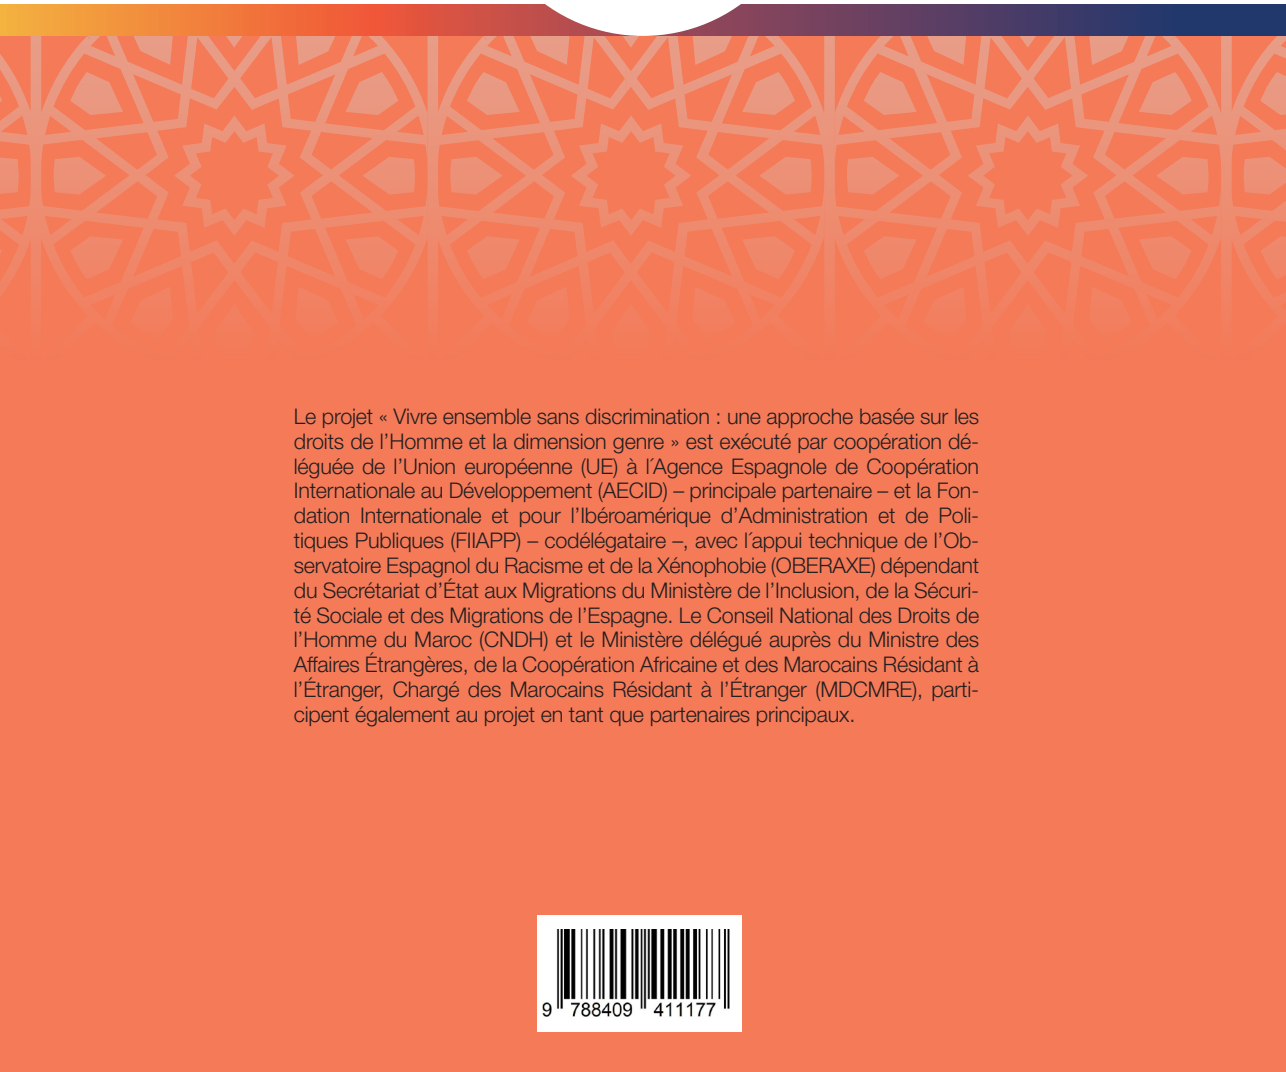 Le projet « Vivre ensemble sans discrimination : une approche basée sur les
droits de l’Homme et la dimension genre » est exécuté par coopération dé-
léguée de l’Union européenne (UE) à l´Agence Espagnole de Coopération
Internationale au Développement (AECID) – principale partenaire – et la Fon-
dation Internationale et pour l’Ibéroamérique d’Administration et de Poli-
tiques Publiques (FIIAPP) – codélégataire –, avec l´appui technique de l’Ob-
servatoire Espagnol du Racisme et de la Xénophobie (OBERAXE) dépendant
du Secrétariat d’État aux Migrations du Ministère de l’Inclusion, de la Sécuri-
té Sociale et des Migrations de l’Espagne. Le Conseil National des Droits de
l’Homme du Maroc (CNDH) et le Ministère délégué auprès du Ministre des
Affaires Étrangères, de la Coopération Africaine et des Marocains Résidant à
l’Étranger, Chargé des Marocains Résidant à l’Étranger (MDCMRE), parti-
cipent également au projet en tant que partenaires principaux.
9 788409 411177